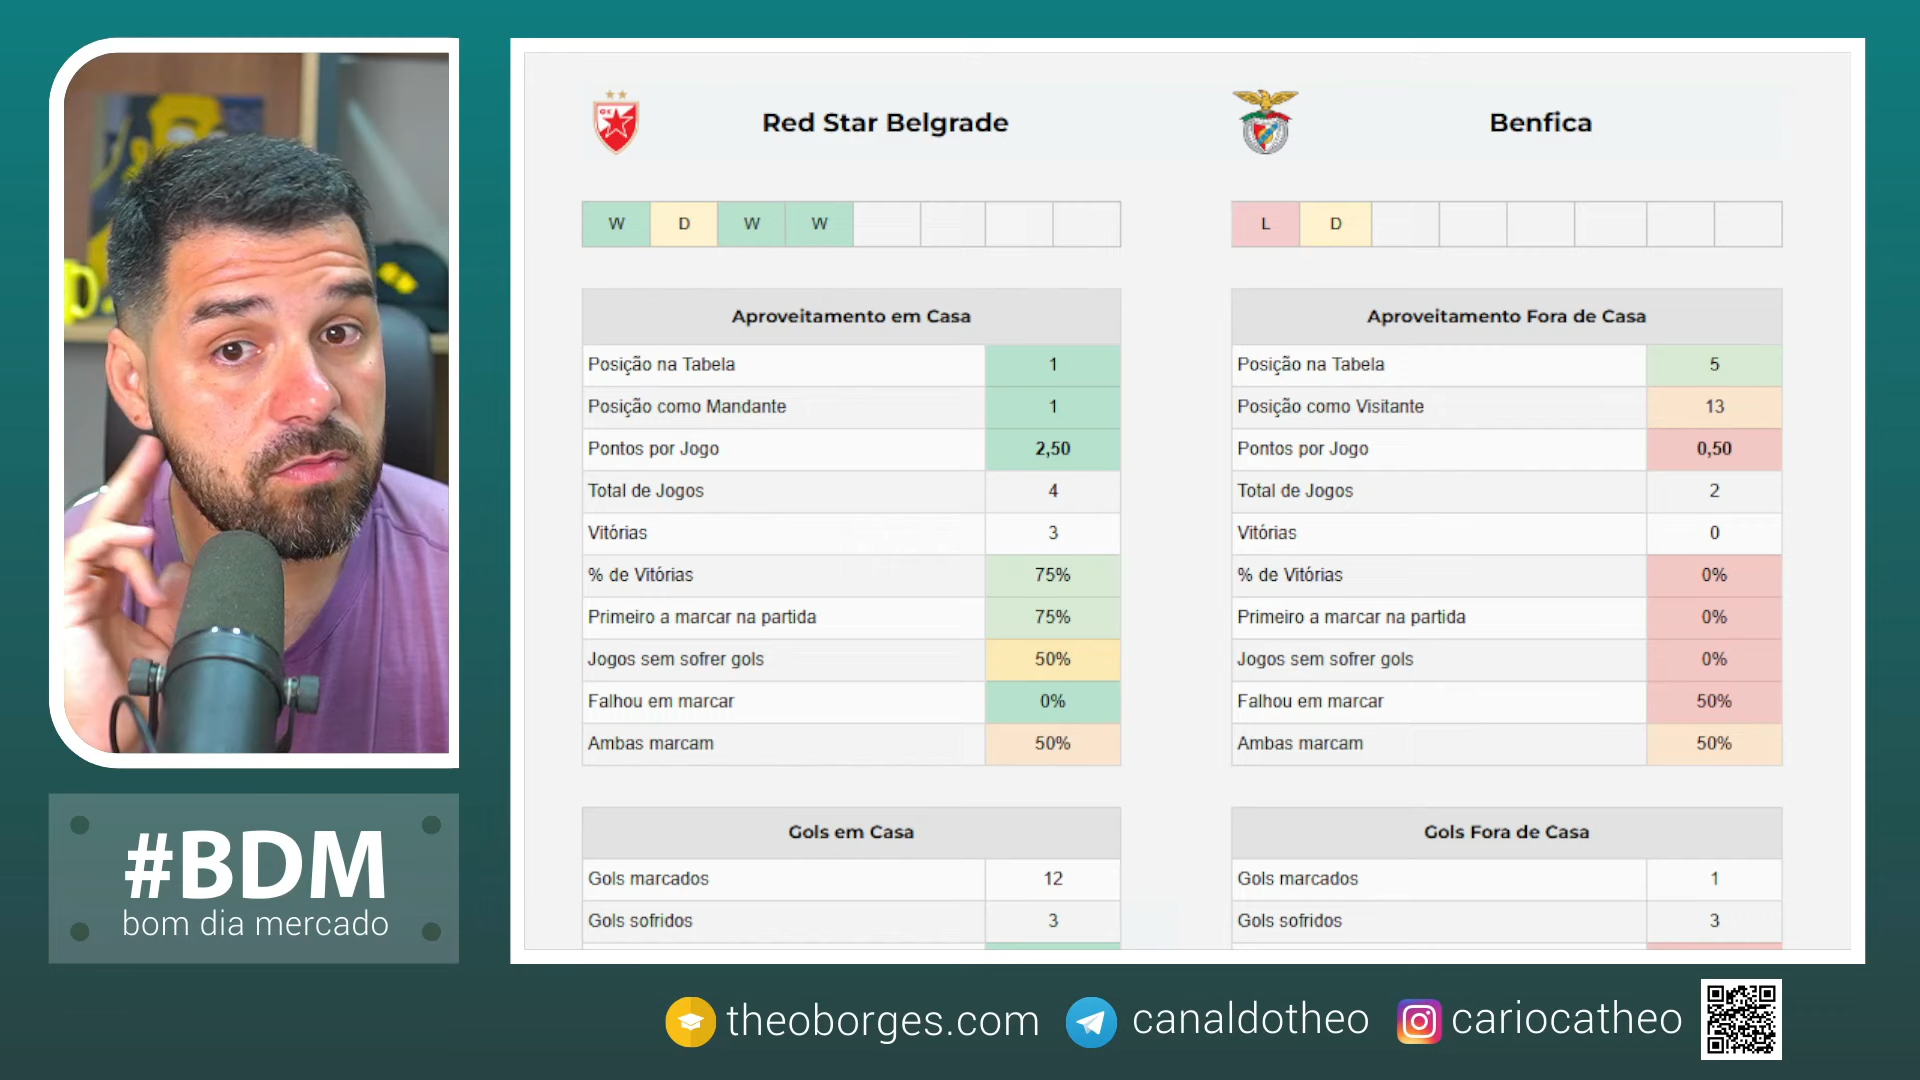 Red Star Belgrade
Benfica
W D W W
L D
Aproveitamento em Casa
Posição na Tabela 1
Posição como Mandante 1
Pontos por Jogo 2,50
Total de Jogos 4
Vitórias 3
% de Vitórias 75%
Primeiro a marcar na partida 75%
Jogos sem sofrer gols 50%
Falhou em marcar 0%
Ambas marcam 50%
Aproveitamento Fora de Casa
Posição na Tabela 5
Posição como Visitante 13
Pontos por Jogo 0,50
Total de Jogos 2
Vitórias 0
% de Vitórias 0%
Primeiro a marcar na partida 0%
Jogos sem sofrer gols 0%
Falhou em marcar 50%
Ambas marcam 50%
Gols em Casa
Gols marcados 12
Gols sofridos 3
Gols Fora de Casa
Gols marcados 1
Gols sofridos 3
#BDM
bom dia mercado
theoborges.com
canaldotheo
cariocatheo